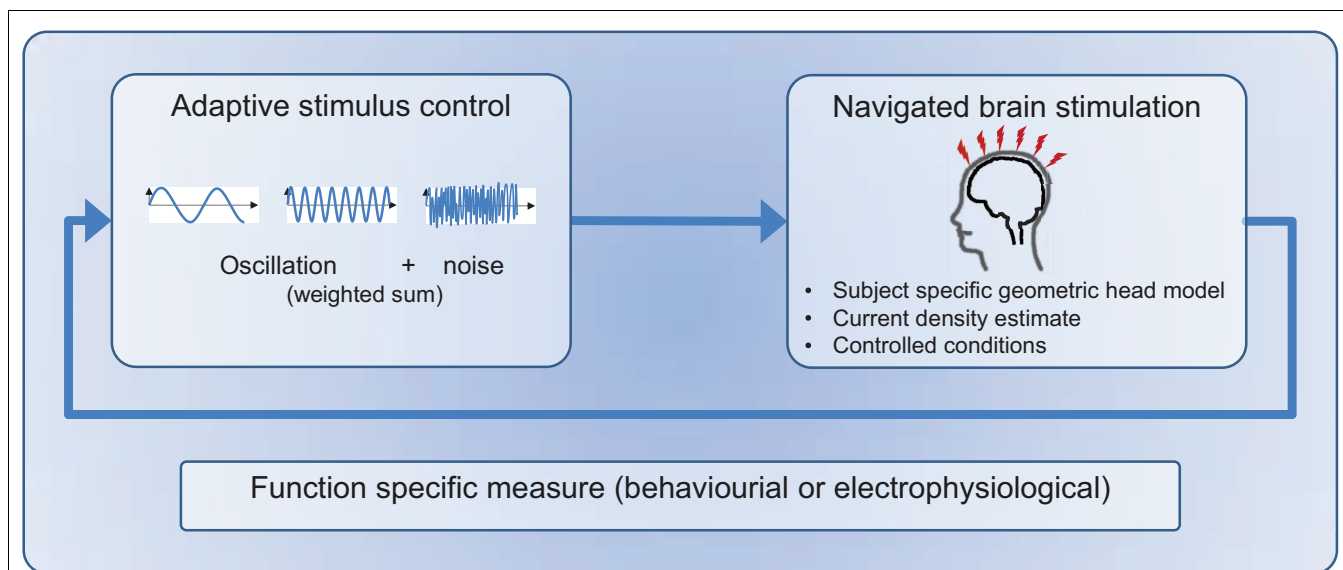 Adaptive stimulus control
Oscillation + noise
(weighted sum)
Navigated brain stimulation
• Subject specific geometric head model
• Current density estimate
• Controlled conditions
Function specific measure (behaviourial or electrophysiological)